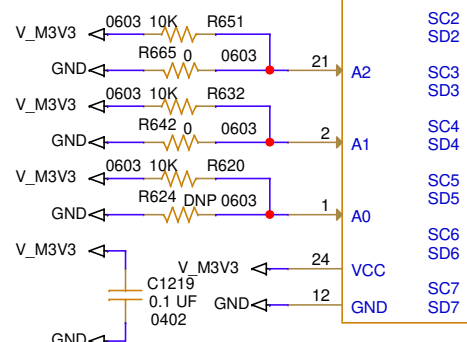 0603 10K R651 SC2
V_M3V3 SD2
R665 0 0603
GND 21 A2 SC3
SD3
0603 10K R632
V_M3V3
R642 0 0603 SC4
GND 2 A1 SD4
0603 10K R620
V_M3V3 SC5
R624 DNP 0603 SD5
GND 1 A0
SC6
V_M3V3 SD6
V_M3V3 24 VCC
C1219 SC7
0.1 UF GND 12 GND SD7
0402
GND